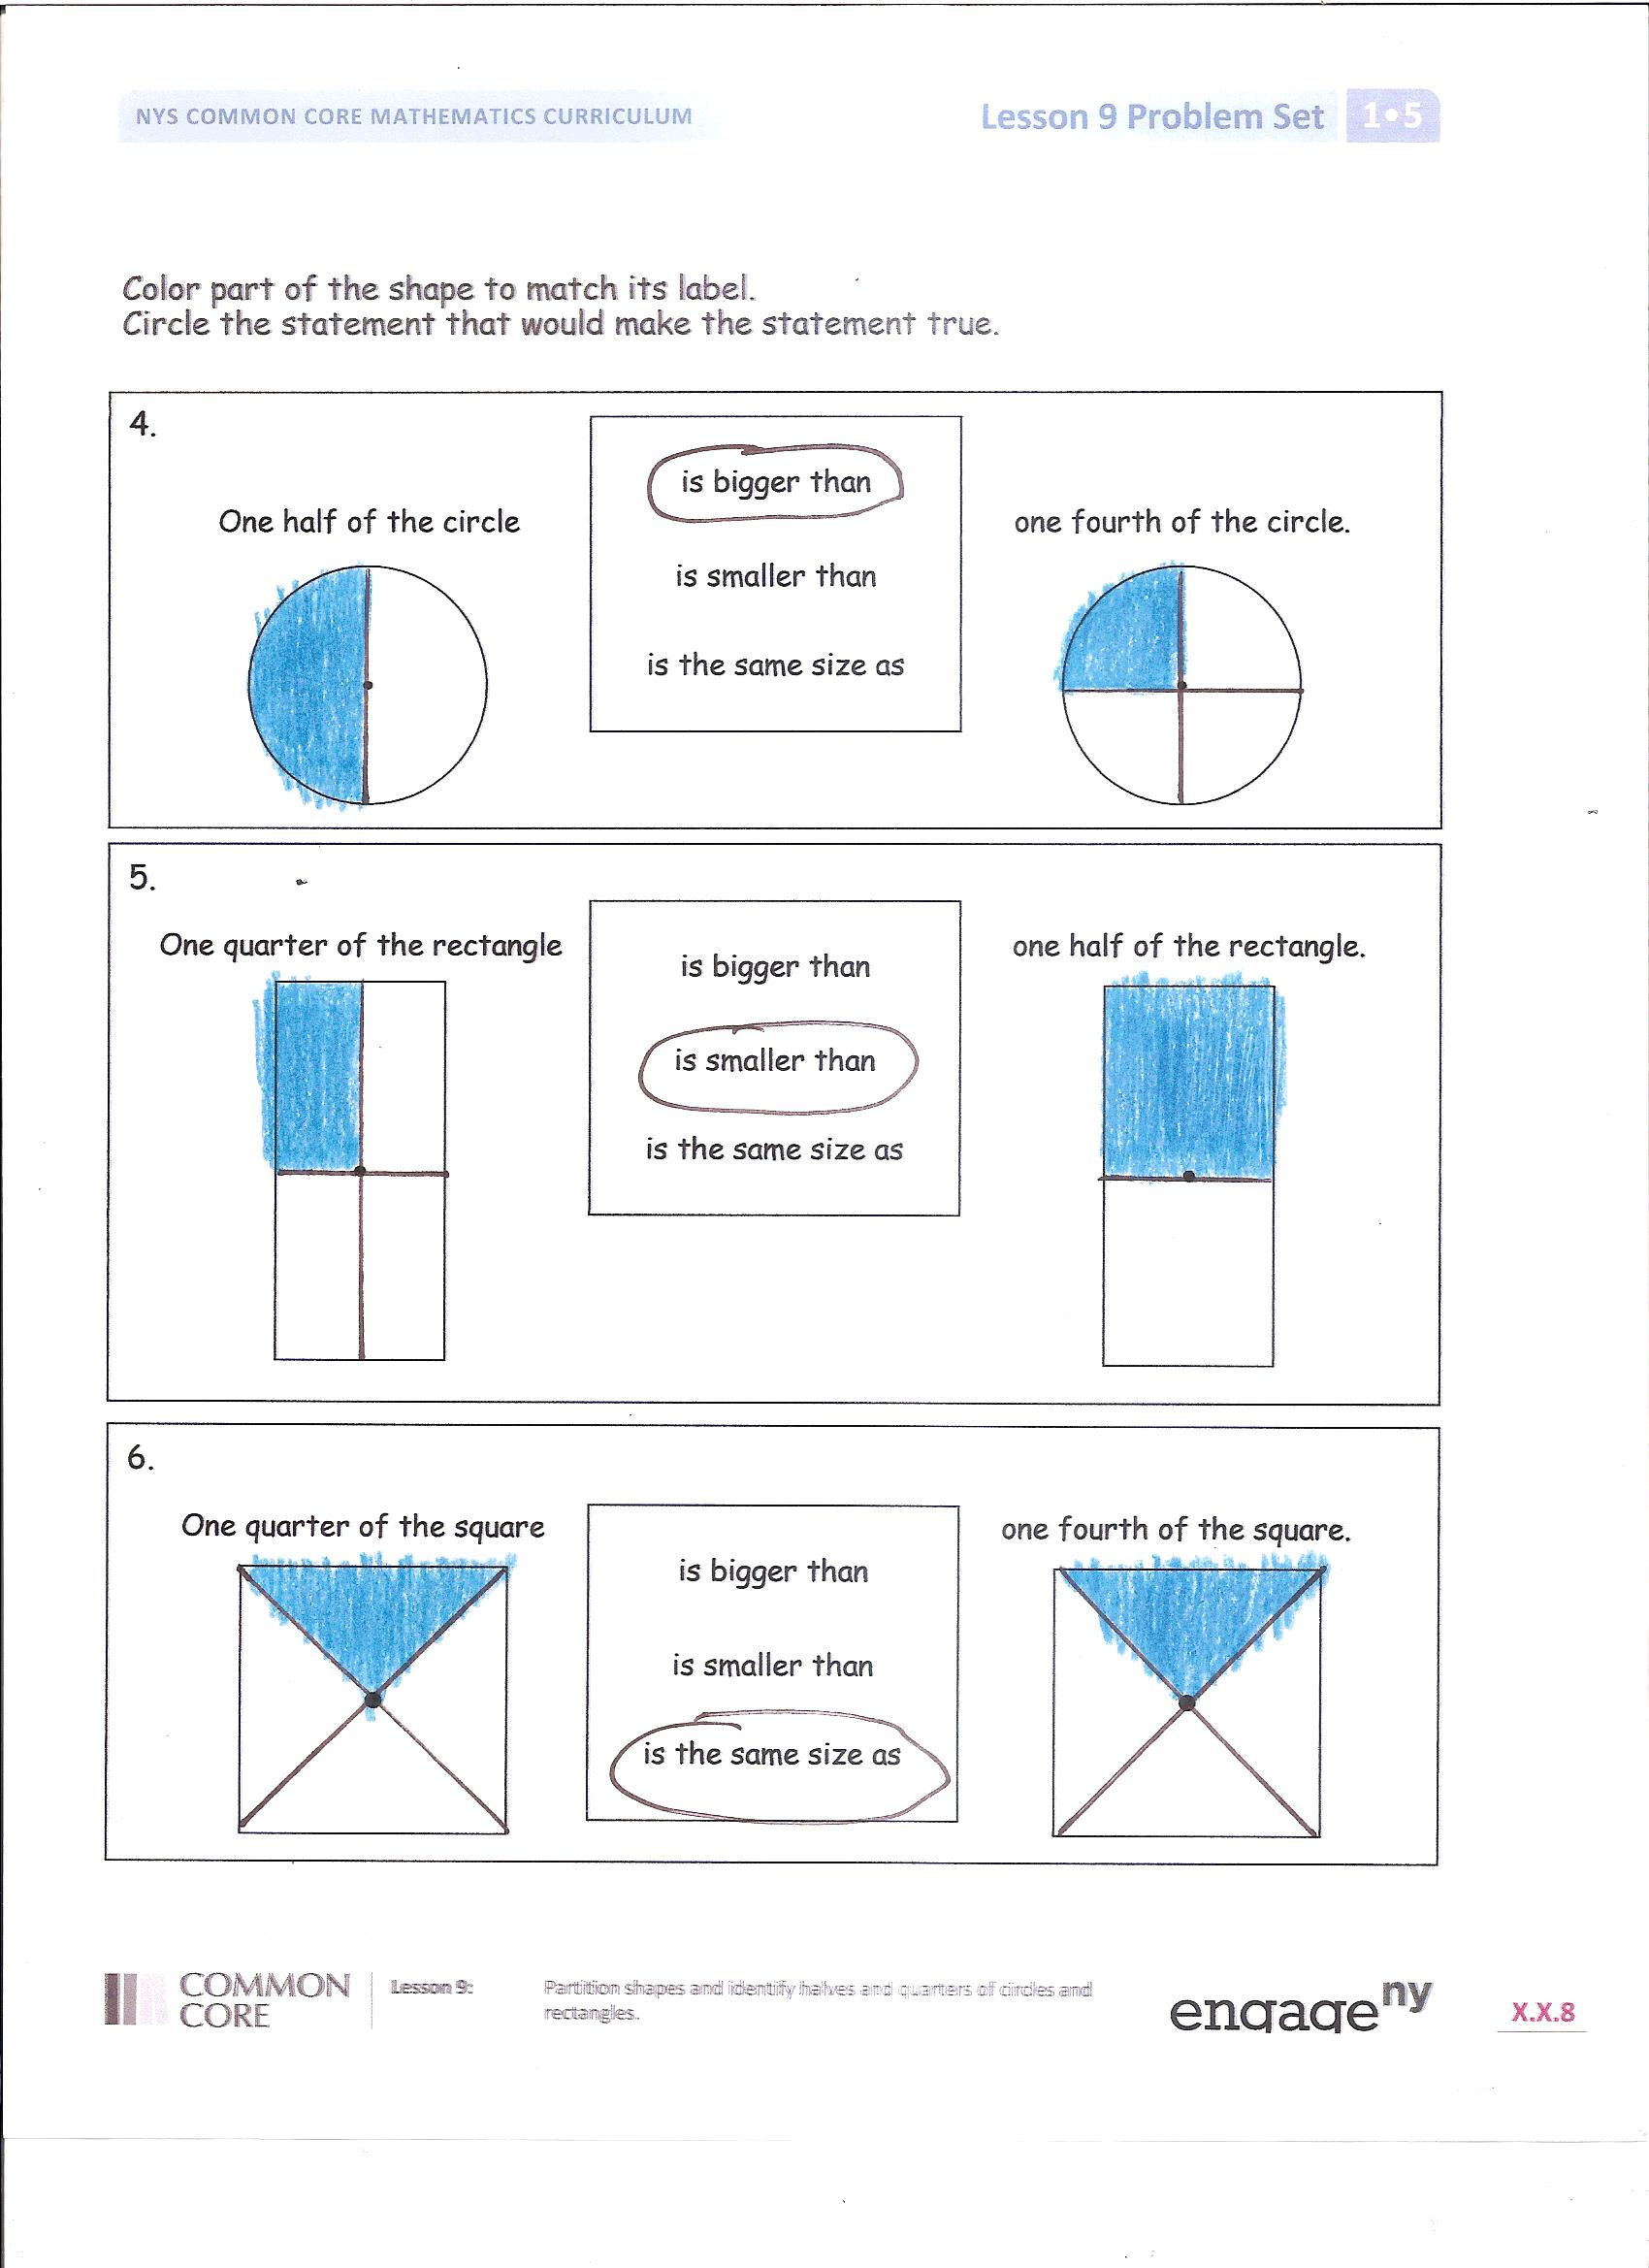 NYS COMMON CORE MATHEMATICS CURRICULUM
Lesson 9 Problem Set
1•5
Color part of the shape to match its label.
Circle the statement that would make the statement true.
4.
One half of the circle
is bigger than
is smaller than
is the same size as
one fourth of the circle.
5.
One quarter of the rectangle
is bigger than
is smaller than
is the same size as
one half of the rectangle.
6.
One quarter of the square
is bigger than
is smaller than
is the same size as
one fourth of the square.
COMMON
CORE
Lesson 9:
Partition shapes and identify halves and quarters of circles and
rectangles.
engage ny
X.X.8